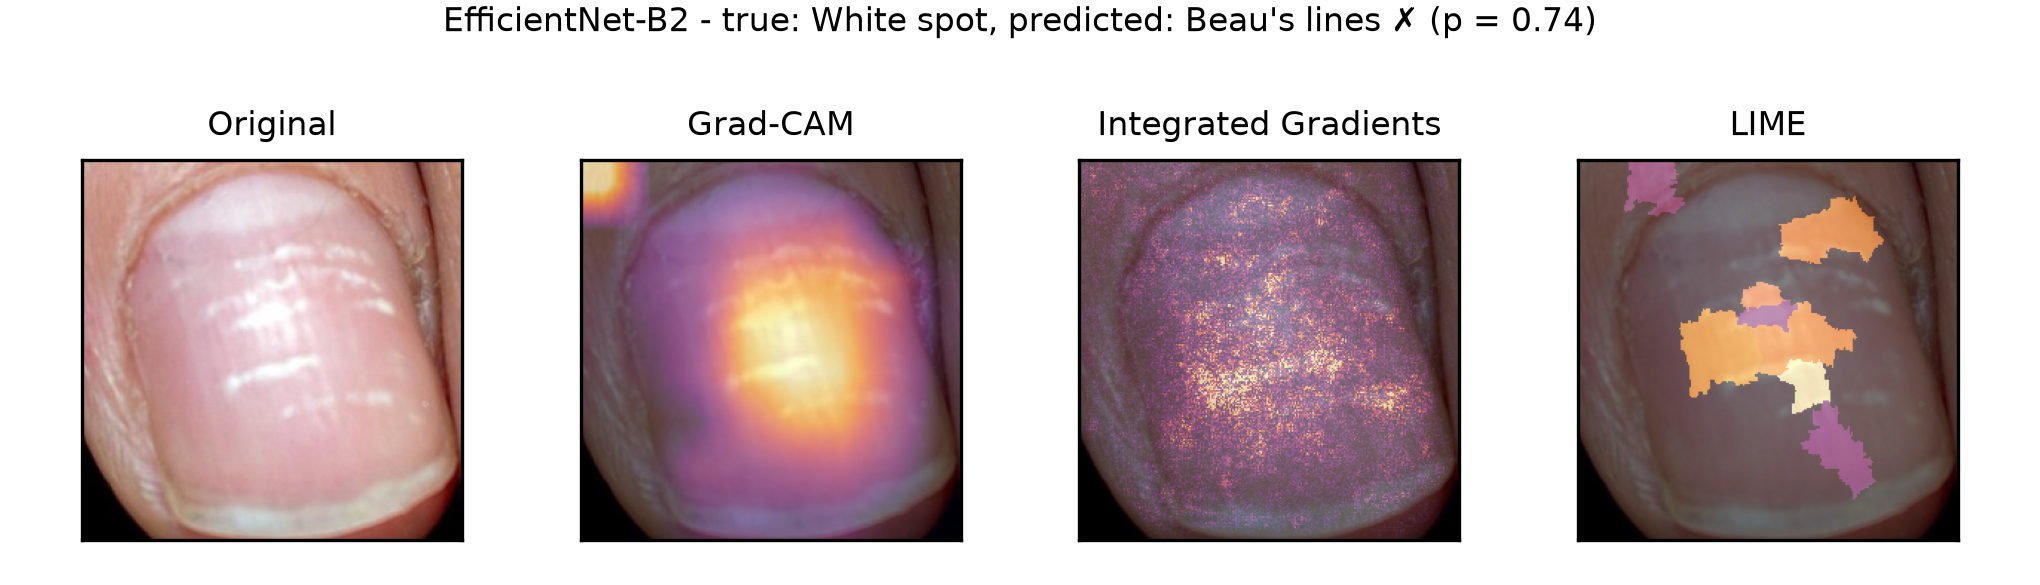 EfficientNet-B2 - true: White spot, predicted: Beau's lines ✗ (p = 0.74)
Original
Grad-CAM
Integrated Gradients
LIME